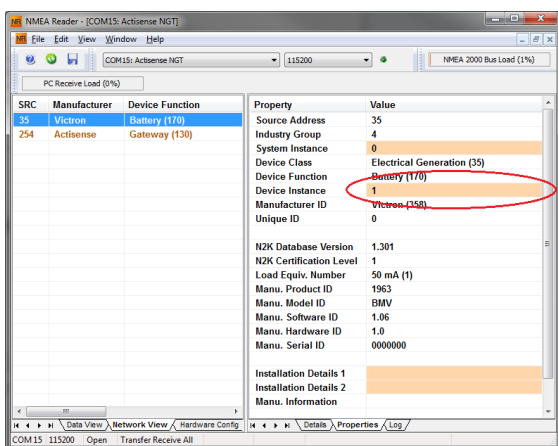 NMEA Reader - [COM15: Actisense NGT]
File Edit View Window Help
COM15: Actisense NGT 115200 NMEA 2000 Bus Load (1%)
PC Receive Load (0%)
SRC Manufacturer Device Function
35 Victron Battery (170)
254 Actisense Gateway (130)
Property Value
Source Address 35
Industry Group 4
System Instance 0
Device Class Electrical Generation (35)
Device Function Battery (170)
Device Instance 1
Manufacturer ID Victron (358)
Unique ID 0
N2K Database Version 1.301
N2K Certification Level 1
Load Equiv. Number 50 mA (1)
Manu. Product ID 1963
Manu. Model ID BMV
Manu. Software ID 1.06
Manu. Hardware ID 1.0
Manu. Serial ID 0000000
Installation Details 1
Installation Details 2
Manu. Information
Data View Network View Hardware Config
Details Properties Log
COM 15 115200 Open Transfer Receive All